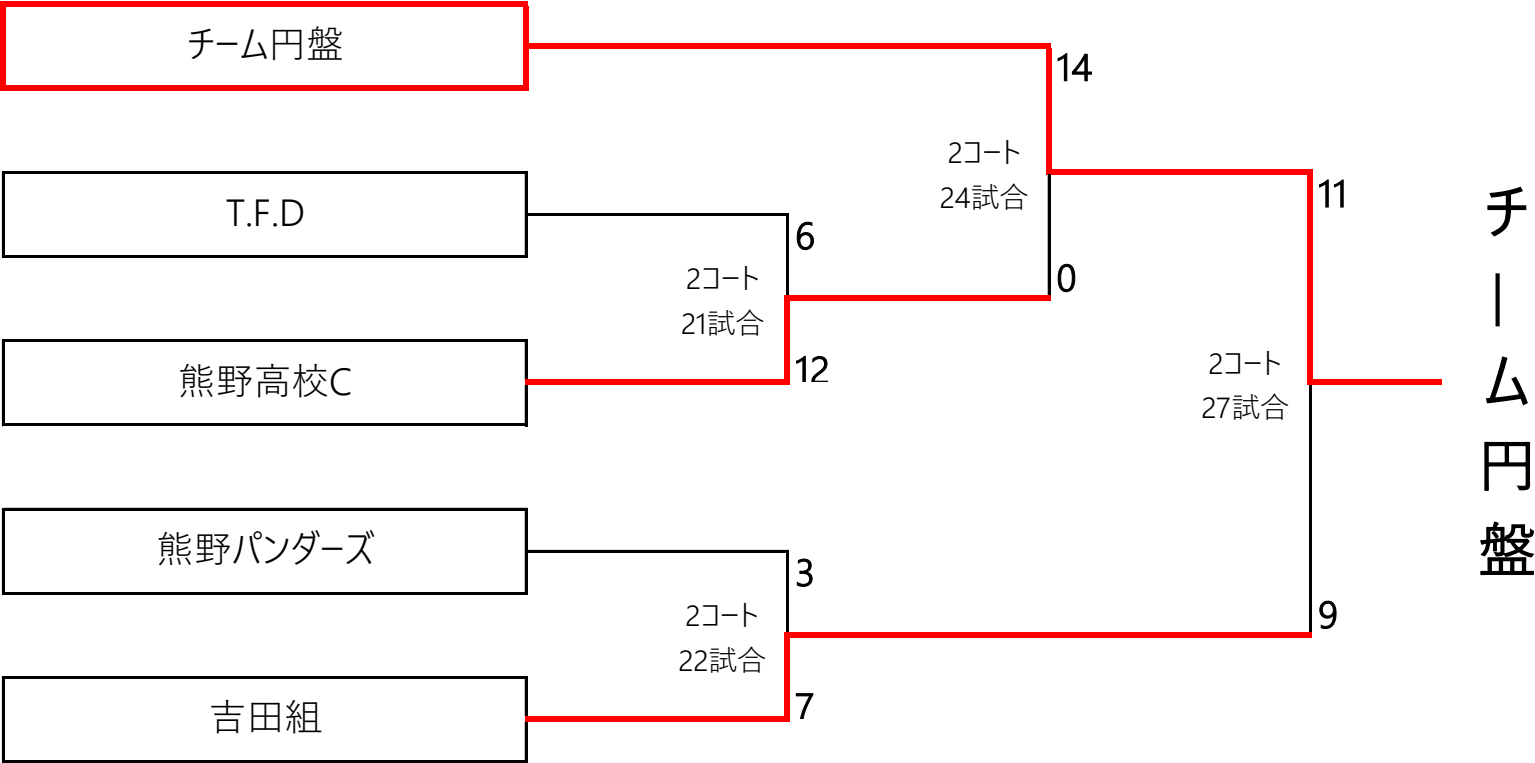 チーム円盤
14
2コート
24試合
11
T.F.D
6
0
2コート
21試合
熊野高校C
12
2コート
27試合
チーム円盤
熊野パンダーズ
3
9
2コート
22試合
吉田組
7